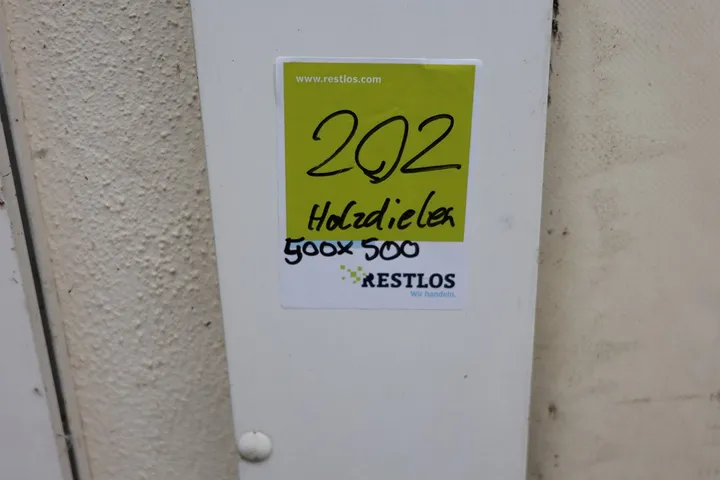 www.restlos.com
202
Holzdielen
500x500
RESTLOS
Wir handeln.